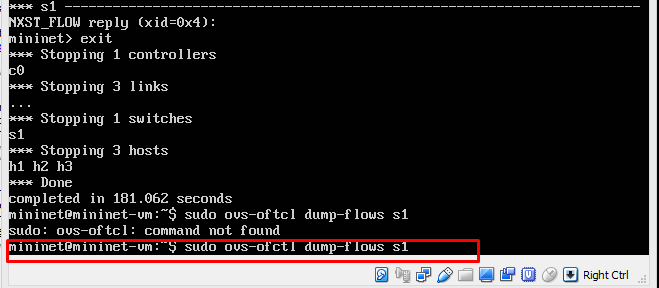 *** s1 ------------------------------------------------------------------------
NXST_FLOW reply (xid=0x4):
mininet> exit
*** Stopping 1 controllers
c0
*** Stopping 3 links
...
*** Stopping 1 switches
s1
*** Stopping 3 hosts
h1 h2 h3
*** Done
completed in 181.062 seconds
mininet@mininet-vm:~$ sudo ovs-oftcl dump-flows s1
sudo: ovs-oftcl: command not found
mininet@mininet-vm:~$ sudo ovs-ofctl dump-flows s1
Right Ctrl